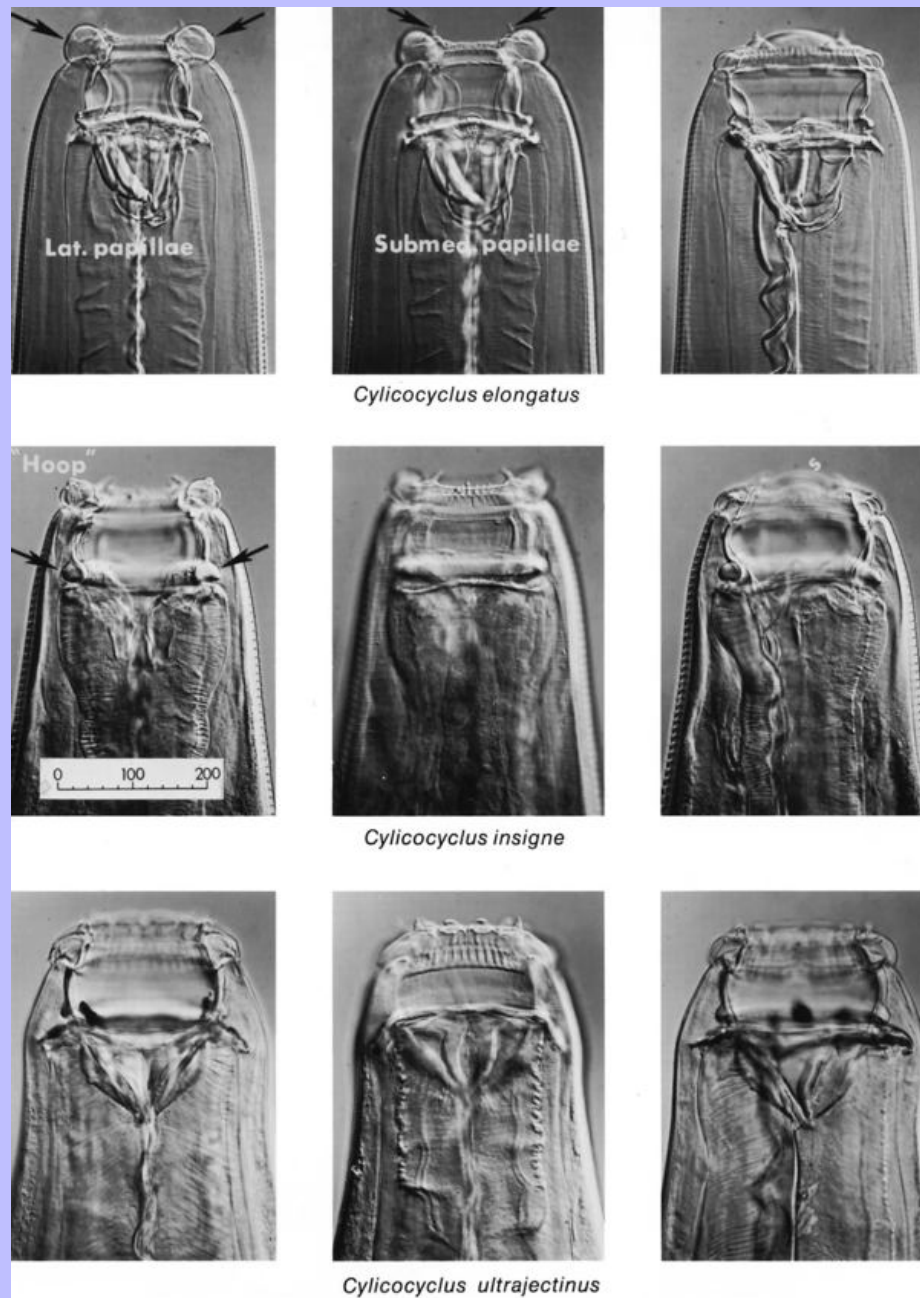 Lat. papillae
Submed. papillae
Cylicocyclus elongatus
"Hoop"
0 100 200
Cylicocyclus insigne
Cylicocyclus ultrajectinus